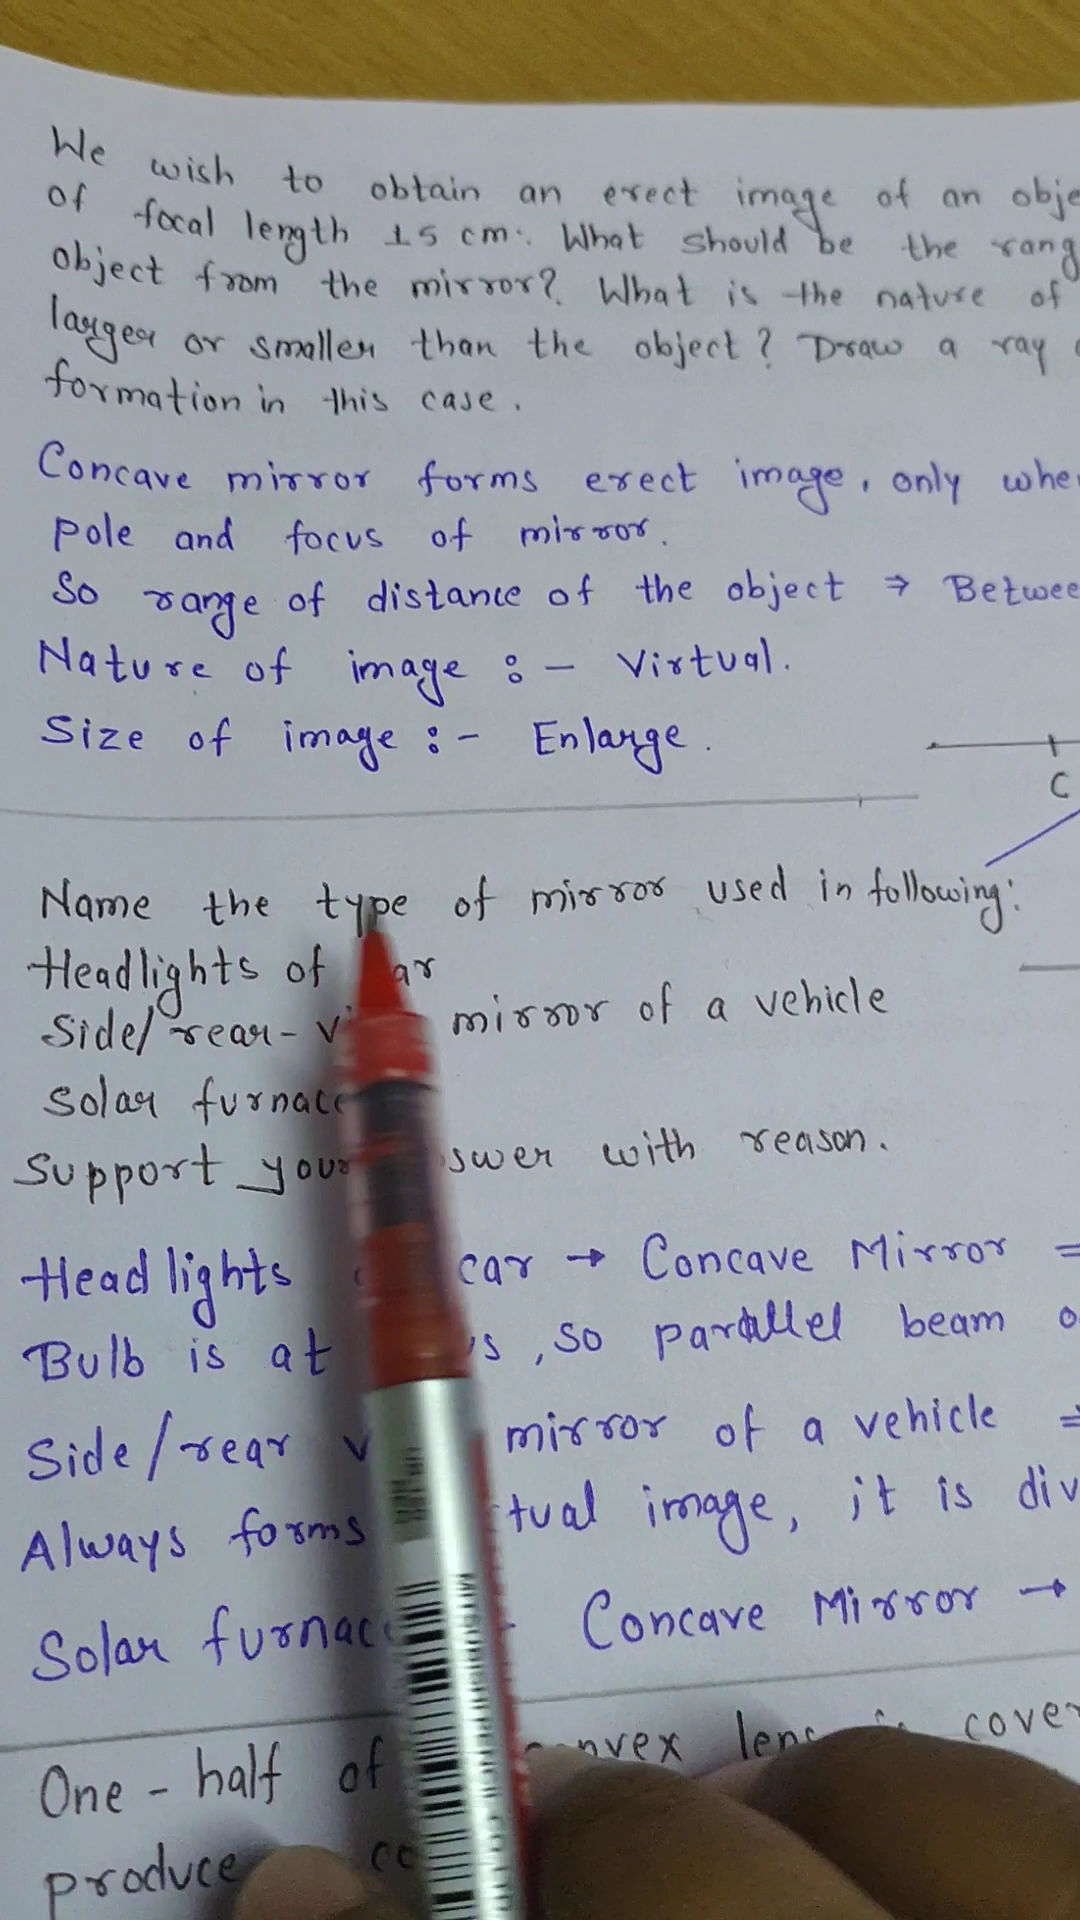 We wish to obtain an erect image of an obje
of focal length 15 cm. What should be the rang
object from the mirror? What is the nature of
larger or smaller than the object? Draw a ray
formation in this case.
Concave mirror forms erect image, only whe
pole and focus of mirror.
So range of distance of the object ⇒ Betwee
Nature of image :- Virtual.
Size of image :- Enlarge.
C
Name the type of mirror used in following:
Headlights of ar
Side/rear-v mirror of a vehicle
Solar furnace
Support your swer with reason.
Headlights car → Concave Mirror =
Bulb is at s, so parallel beam o
Side/rear v mirror of a vehicle ⇒
Always forms tual image, it is div
Solar furnac Concave Mirror →
One-half of convex lens is cover
produce co